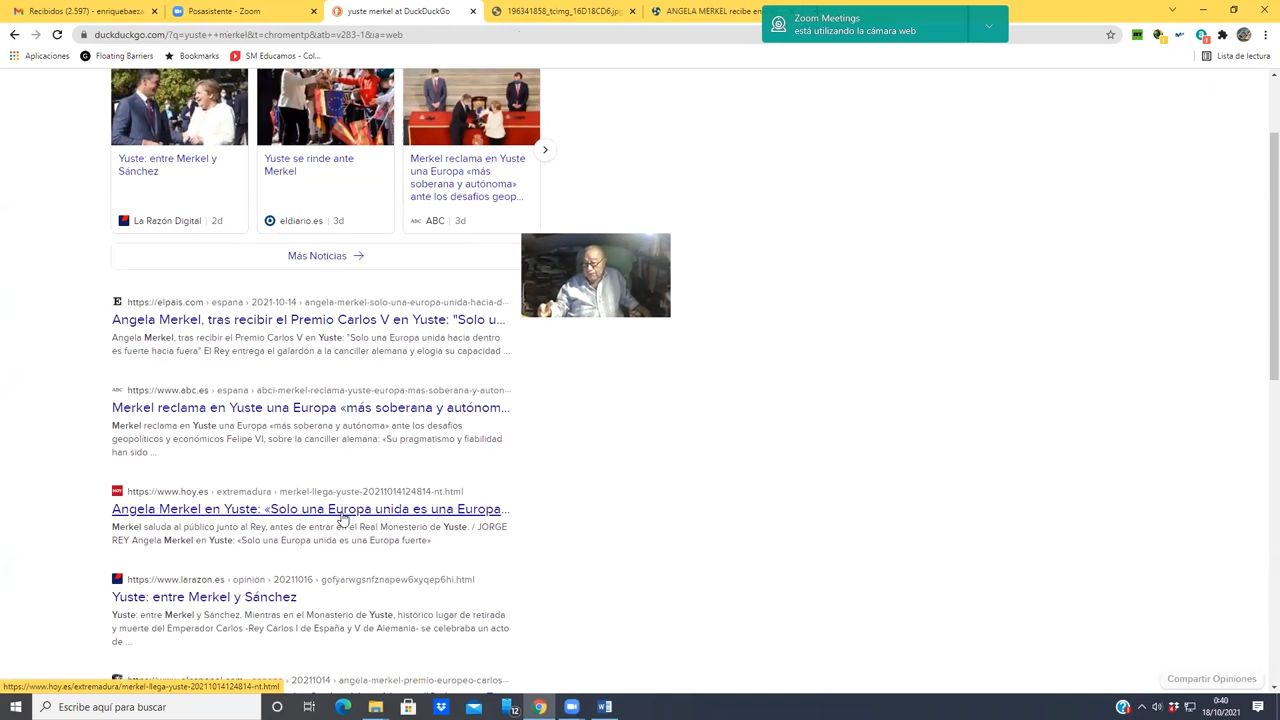 Recibidos (2.597) - enriquebaeza
Posasistente - Zoom
yuste merkel at DuckDuckGo
196341858_tcimg_16D18CD6.jpg
ANGELA MERKEL recibe e
Zoom Meetings
está utilizando la cámara web
duckduckgo.com/?q=yuste++merkel&t=chromentp&atb=v283-1&ia=web
Aplicaciones
Floating Barriers
Bookmarks
SM Educamos - Col...
Lista de lectura
Yuste: entre Merkel y
Sánchez
La Razón Digital | 2d
Yuste se rinde ante
Merkel
eldiario.es | 3d
Merkel reclama en Yuste
una Europa «más
soberana y autónoma»
ante los desafíos geop...
ABC ABC | 3d
Más Noticias
https://elpais.com › espana › 2021-10-14 › angela-merkel-solo-una-europa-unida-hacia-d...
Angela Merkel, tras recibir el Premio Carlos V en Yuste: "Solo u...
Angela Merkel, tras recibir el Premio Carlos V en Yuste: "Solo una Europa unida hacia dentro
es fuerte hacia fuera" El Rey entrega el galardón a la canciller alemana y elogia su capacidad ...
ABC https://www.abc.es › espana › abci-merkel-reclama-yuste-europa-mas-soberana-y-auton...
Merkel reclama en Yuste una Europa «más soberana y autónom...
Merkel reclama en Yuste una Europa «más soberana y autónoma» ante los desafíos
geopolíticos y económicos Felipe VI, sobre la canciller alemana: «Su pragmatismo y fiabilidad
han sido ...
HOY https://www.hoy.es › extremadura › merkel-llega-yuste-20211014124814-nt.html
Angela Merkel en Yuste: «Solo una Europa unida es una Europa...
Merkel saluda al público junto al Rey, antes de entrar en el Real Monesterio de Yuste. / JORGE
REY Angela Merkel en Yuste: «Solo una Europa unida es una Europa fuerte»
https://www.larazon.es › opinion › 20211016 › gofyarwgsnfznapew6xyqep6hi.html
Yuste: entre Merkel y Sánchez
Yuste: entre Merkel y Sánchez. Mientras en el Monasterio de Yuste, histórico lugar de retirada
y muerte del Emperador Carlos -Rey Carlos I de España y V de Alemania- se celebraba un acto
de ...
20211014 › angela-merkel-premio-europeo-carlos-
https://www.hoy.es/extremadura/merkel-llega-yuste-20211014124814-nt.html
Compartir Opiniones
Escribe aquí para buscar
12
0:40
18/10/2021